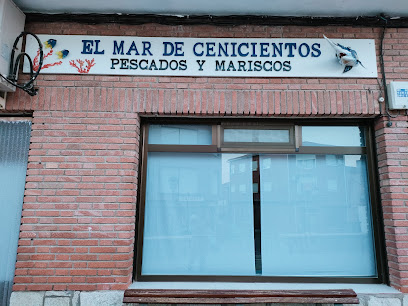 EL MAR DE CENICIENTOS
PESCADOS Y MARISCOS